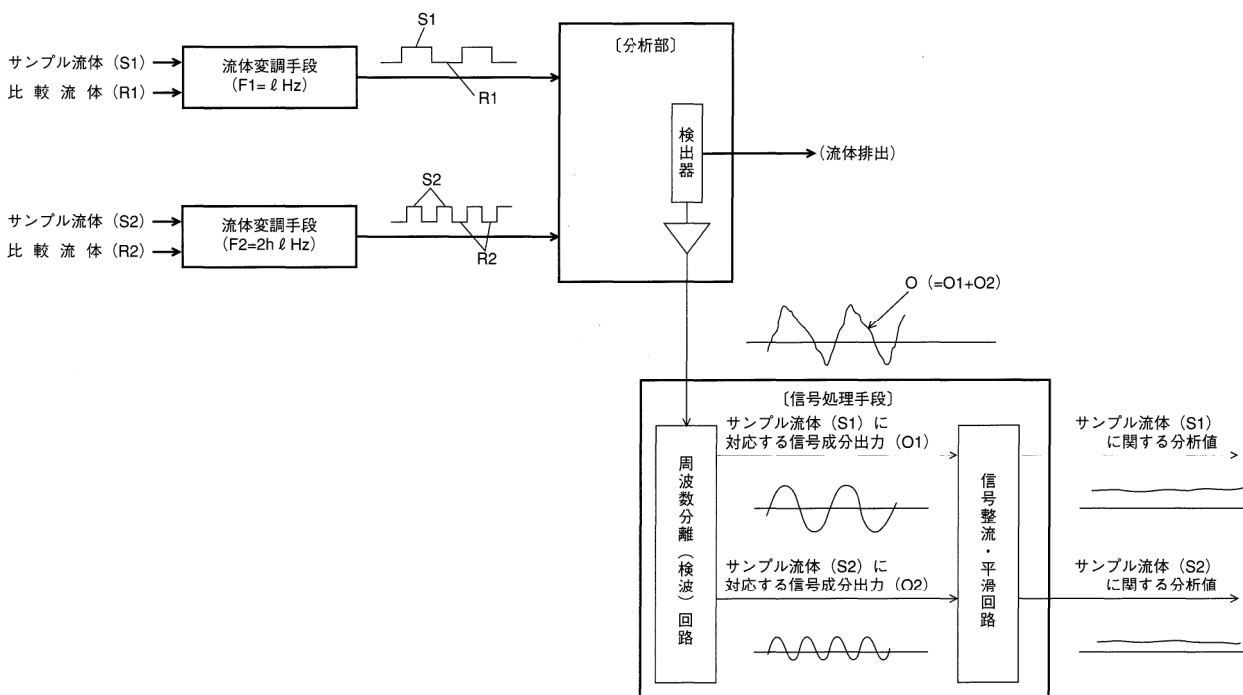 サンプル流体（S1）
比較流体（R1）
流体変調手段
(F1= ℓ Hz)
S1
R1
〔分析部〕
検出器
(流体排出)
サンプル流体（S2）
比較流体（R2）
流体変調手段
(F2=2h ℓ Hz)
S2
R2
O（=O1+O2）
〔信号処理手段〕
周波数分離（検波）回路
サンプル流体（S1）に
対応する信号成分出力（O1）
サンプル流体（S2）に
対応する信号成分出力（O2）
信号整流・平滑回路
サンプル流体（S1）
に関する分析値
サンプル流体（S2）
に関する分析値